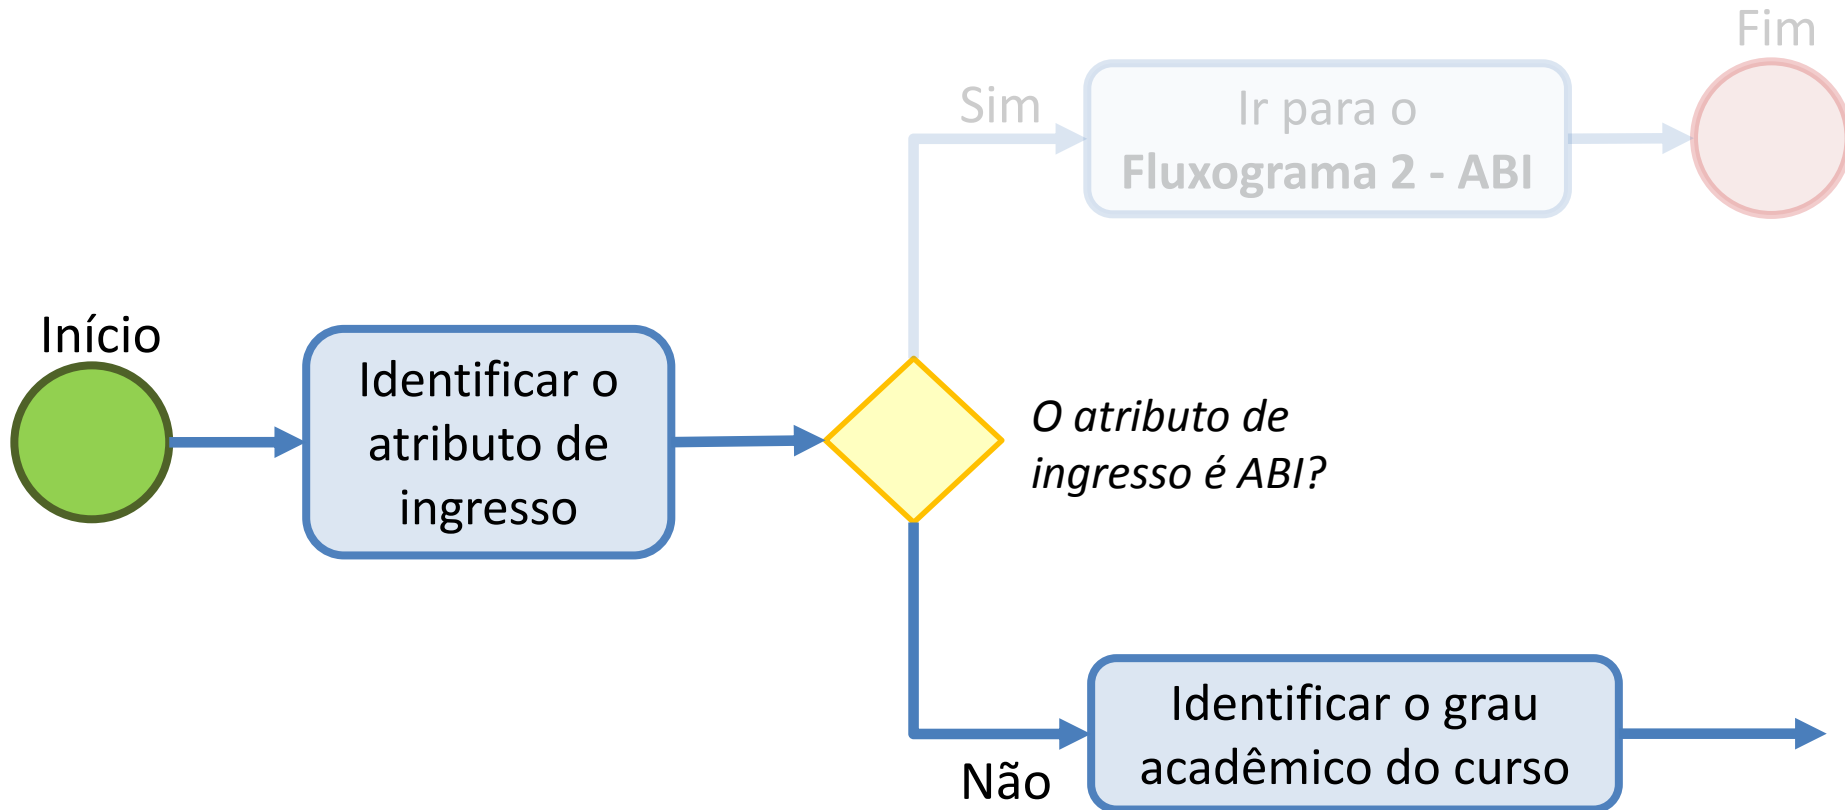 Fim
Sim
Ir para o
Fluxograma 2 - ABI
Início
Identificar o
atributo de
ingresso
O atributo de
ingresso é ABI?
Identificar o grau
acadêmico do curso
Não